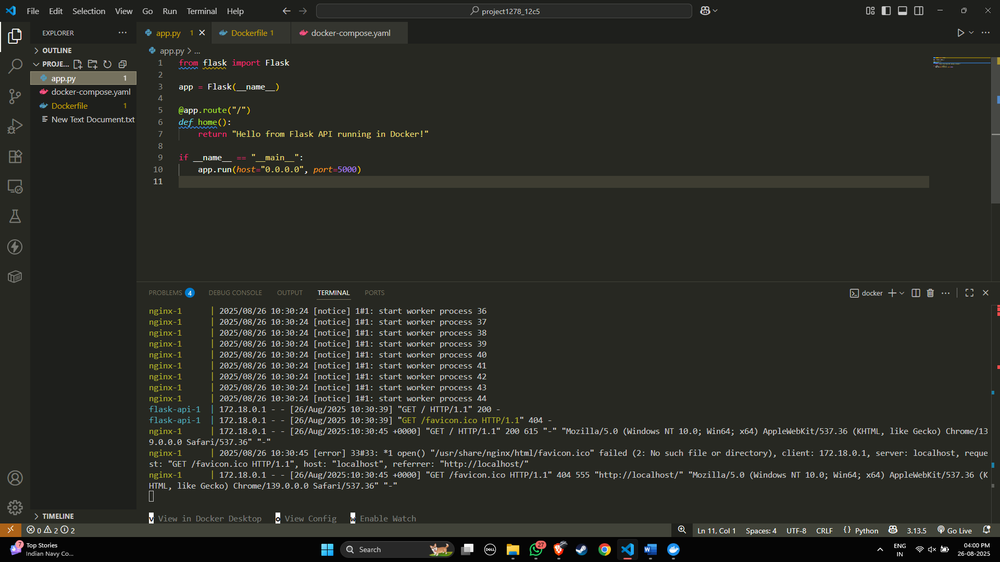 File Edit Selection View Go Run Terminal Help
project1278_12c5
EXPLORER
OUTLINE
PROJE...
app.py 1
docker-compose.yaml
Dockerfile 1
New Text Document.txt
TIMELINE
app.py 1
Dockerfile 1
docker-compose.yaml
app.py > ...
1 from flask import Flask
2
3 app = Flask(__name__)
4
5 @app.route("/")
6 def home():
7 return "Hello from Flask API running in Docker!"
8
9 if __name__ == "__main__":
10 app.run(host="0.0.0.0", port=5000)
11
PROBLEMS 4 DEBUG CONSOLE OUTPUT TERMINAL PORTS
docker
nginx-1 | 2025/08/26 10:30:24 [notice] 1#1: start worker process 36
nginx-1 | 2025/08/26 10:30:24 [notice] 1#1: start worker process 37
nginx-1 | 2025/08/26 10:30:24 [notice] 1#1: start worker process 38
nginx-1 | 2025/08/26 10:30:24 [notice] 1#1: start worker process 39
nginx-1 | 2025/08/26 10:30:24 [notice] 1#1: start worker process 40
nginx-1 | 2025/08/26 10:30:24 [notice] 1#1: start worker process 41
nginx-1 | 2025/08/26 10:30:24 [notice] 1#1: start worker process 42
nginx-1 | 2025/08/26 10:30:24 [notice] 1#1: start worker process 43
nginx-1 | 2025/08/26 10:30:24 [notice] 1#1: start worker process 44
flask-api-1 | 172.18.0.1 - - [26/Aug/2025 10:30:39] "GET / HTTP/1.1" 200 -
flask-api-1 | 172.18.0.1 - - [26/Aug/2025 10:30:39] "GET /favicon.ico HTTP/1.1" 404 -
nginx-1 | 172.18.0.1 - - [26/Aug/2025:10:30:45 +0000] "GET / HTTP/1.1" 200 615 "-" "Mozilla/5.0 (Windows NT 10.0; Win64; x64) AppleWebKit/537.36 (KHTML, like Gecko) Chrome/13
9.0.0.0 Safari/537.36" "-"
nginx-1 | 2025/08/26 10:30:45 [error] 33#33: *1 open() "/usr/share/nginx/html/favicon.ico" failed (2: No such file or directory), client: 172.18.0.1, server: localhost, reque
st: "GET /favicon.ico HTTP/1.1", host: "localhost", referrer: "http://localhost/"
nginx-1 | 172.18.0.1 - - [26/Aug/2025:10:30:45 +0000] "GET /favicon.ico HTTP/1.1" 404 555 "http://localhost/" "Mozilla/5.0 (Windows NT 10.0; Win64; x64) AppleWebKit/537.36 (K
HTML, like Gecko) Chrome/139.0.0.0 Safari/537.36" "-"
v View in Docker Desktop o View Config w Enable Watch
0 2 2
Ln 11, Col 1 Spaces: 4 UTF-8 CRLF {} Python 3.13.5 Go Live
7 Top Stories
Indian Navy Co...
Search
DELL
27
ENG
IN
04:00 PM
26-08-2025